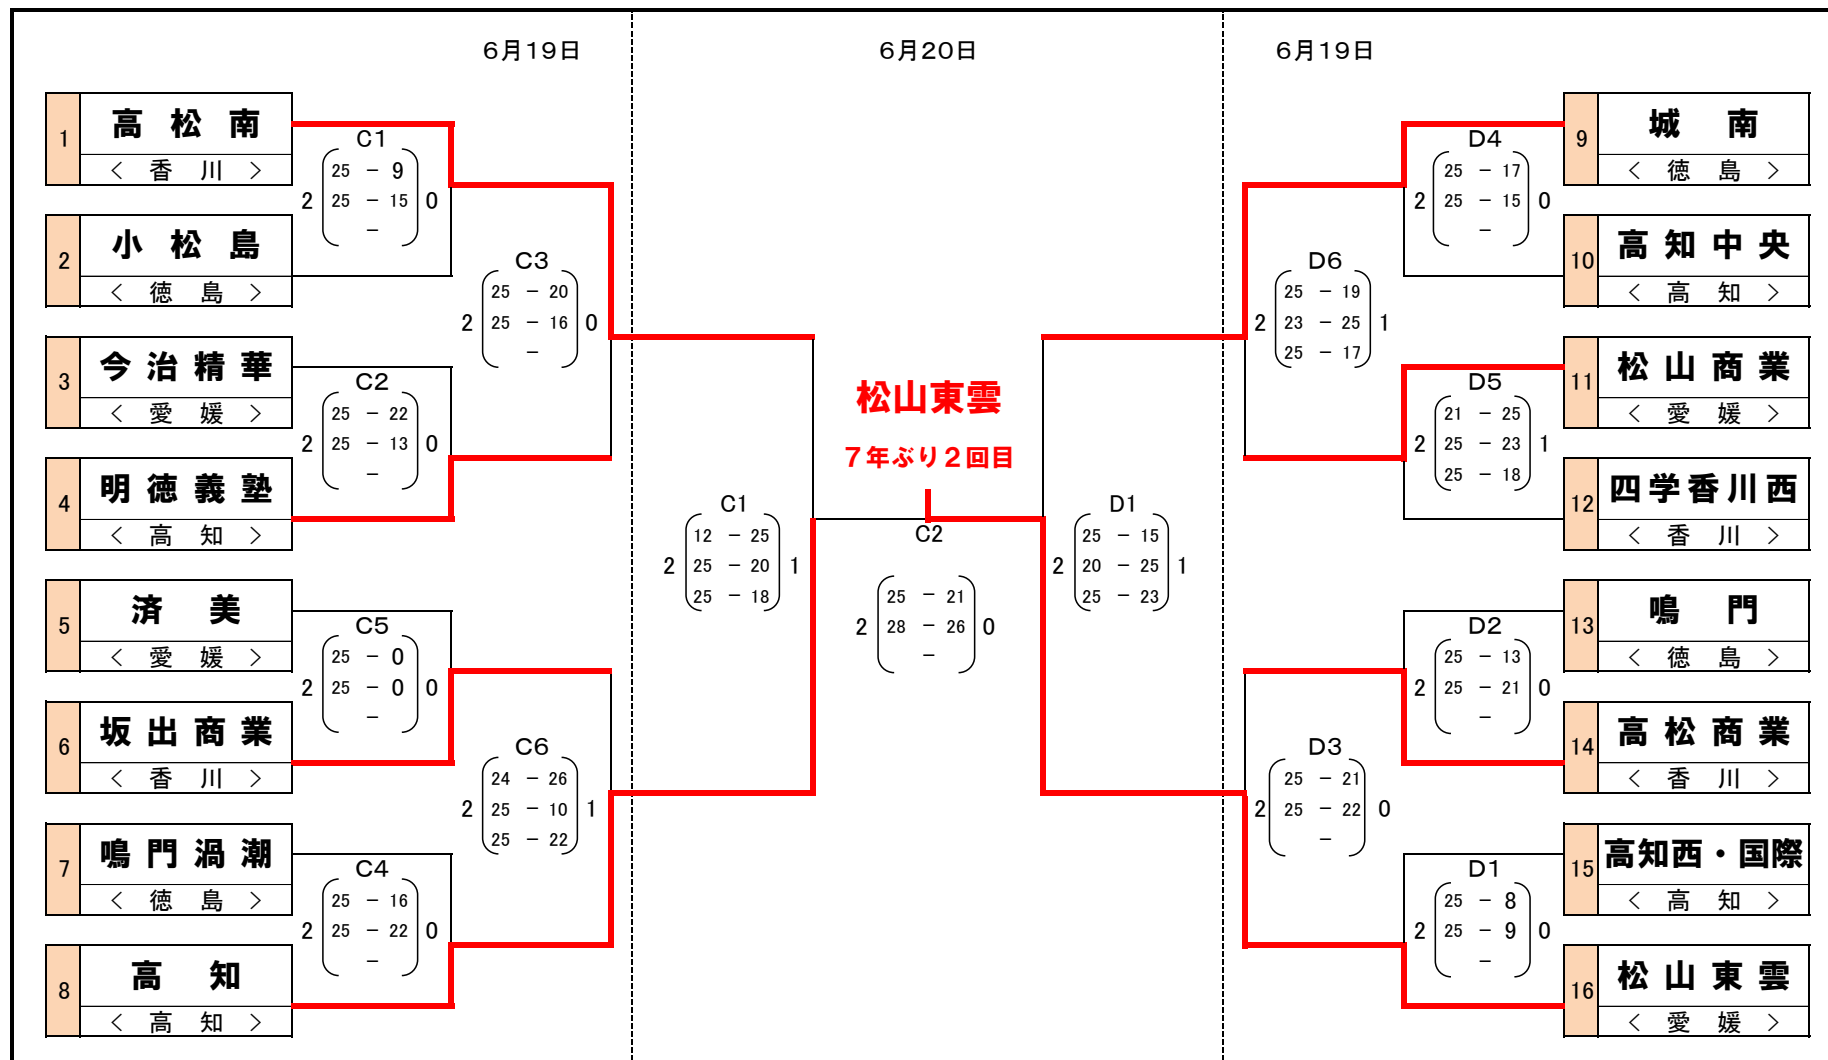 6月19日
6月20日
6月19日
1
高松南
< 香川 >
2
小松島
< 徳島 >
3
今治精華
< 愛媛 >
4
明徳義塾
< 高知 >
5
済美
< 愛媛 >
6
坂出商業
< 香川 >
7
鳴門渦潮
< 徳島 >
8
高知
< 高知 >
C1
25 - 9
2 25 - 15 0
-
C2
25 - 22
2 25 - 13 0
-
C5
25 - 0
2 25 - 0 0
-
C4
25 - 16
2 25 - 22 0
-
C3
25 - 20
2 25 - 16 0
-
C6
24 - 26
2 25 - 10 1
25 - 22
C1
12 - 25
2 25 - 20 1
25 - 18
松山東雲
7年ぶり2回目
C2
25 - 21
2 28 - 26 0
-
D1
25 - 15
2 20 - 25 1
25 - 23
D6
25 - 19
2 23 - 25 1
25 - 17
D3
25 - 21
2 25 - 22 0
-
D4
25 - 17
2 25 - 15 0
-
D5
21 - 25
2 25 - 23 1
25 - 18
D2
25 - 13
2 25 - 21 0
-
D1
25 - 8
2 25 - 9 0
-
9
城南
< 徳島 >
10
高知中央
< 高知 >
11
松山商業
< 愛媛 >
12
四学香川西
< 香川 >
13
鳴門
< 徳島 >
14
高松商業
< 香川 >
15
高知西・国際
< 高知 >
16
松山東雲
< 愛媛 >